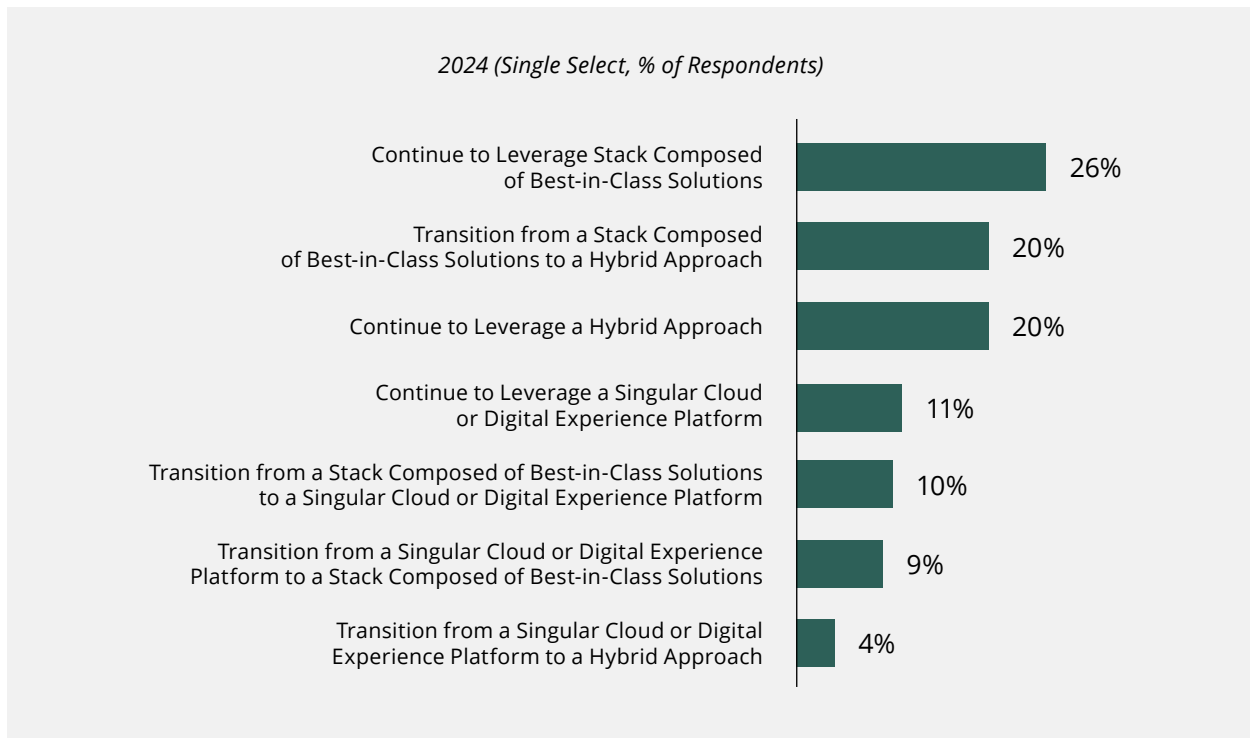 2024 (Single Select, % of Respondents)
Continue to Leverage Stack Composed
of Best-in-Class Solutions
26%
Transition from a Stack Composed
of Best-in-Class Solutions to a Hybrid Approach
20%
Continue to Leverage a Hybrid Approach
20%
Continue to Leverage a Singular Cloud
or Digital Experience Platform
11%
Transition from a Stack Composed of Best-in-Class Solutions
to a Singular Cloud or Digital Experience Platform
10%
Transition from a Singular Cloud or Digital Experience
Platform to a Stack Composed of Best-in-Class Solutions
9%
Transition from a Singular Cloud or Digital
Experience Platform to a Hybrid Approach
4%